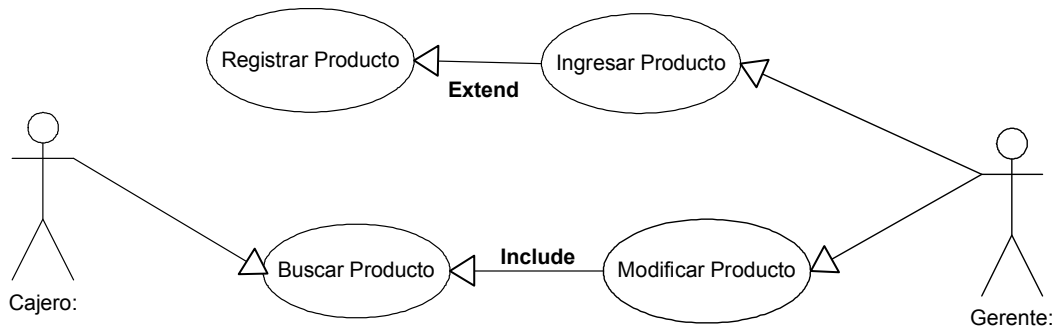 Registrar Producto
Ingresar Producto
Extend
Buscar Producto
Include
Modificar Producto
Cajero:
Gerente: